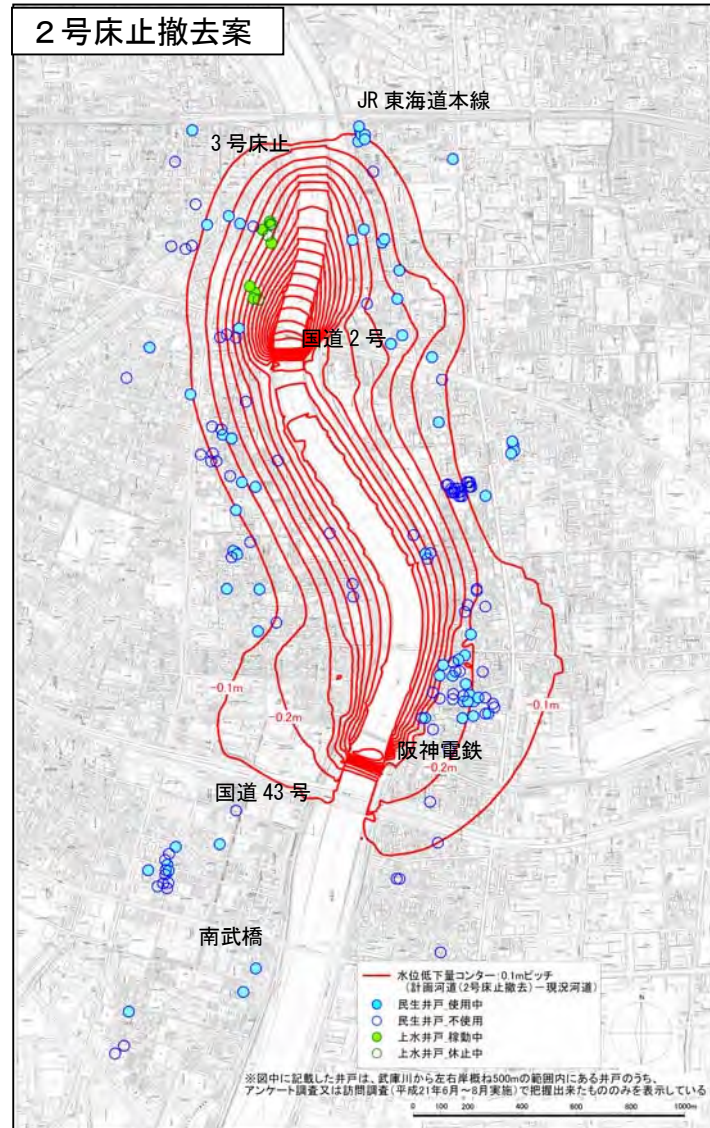 ２号床止撤去案
JR 東海道本線
3 号床止
国道 2 号
-0.1m
-0.2m
-0.1m
阪神電鉄
-0.2m
国道 43 号
南武橋
水位低下量コンター:0.1mピッチ
(計画河道(2号床止撤去)－現況河道)
民生井戸_使用中
民生井戸_不使用
上水井戸_稼動中
上水井戸_休止中
N
※図中に記載した井戸は、武庫川から左右岸概ね500mの範囲内にある井戸のうち、
アンケート調査又は訪問調査(平成21年6月～8月実施)で把握出来たもののみを表示している
0 100 200 400 600 800 1000m